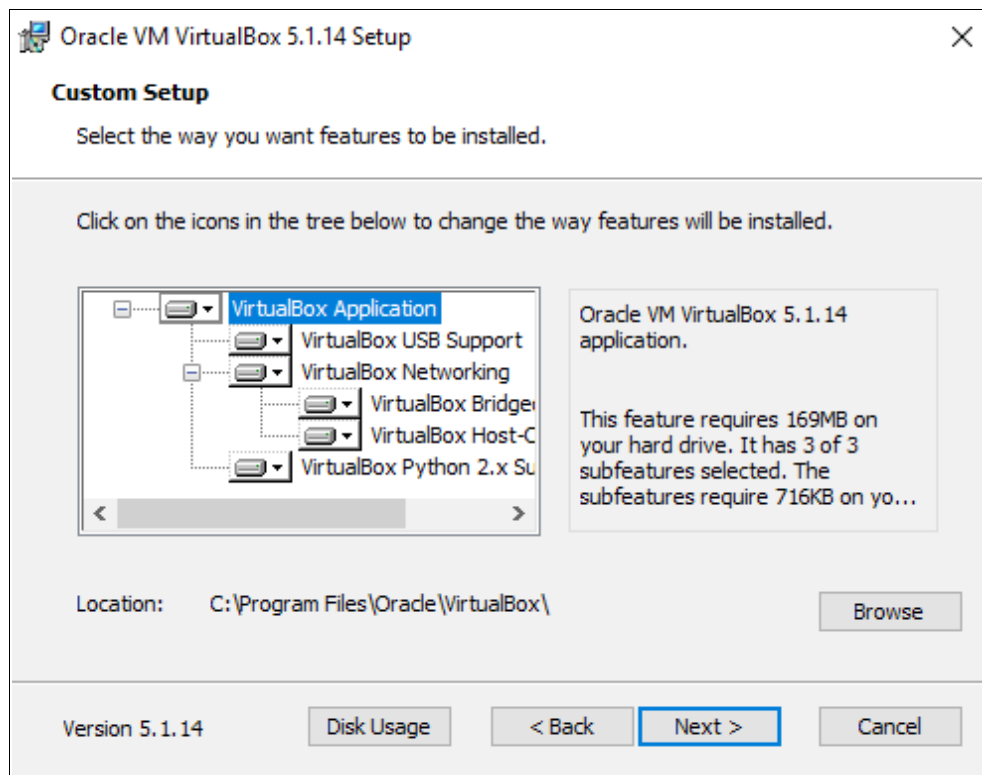 Oracle VM VirtualBox 5.1.14 Setup
Custom Setup
Select the way you want features to be installed.
Click on the icons in the tree below to change the way features will be installed.
VirtualBox Application
VirtualBox USB Support
VirtualBox Networking
VirtualBox Bridge
VirtualBox Host-C
VirtualBox Python 2.x Su
Oracle VM VirtualBox 5.1.14
application.
This feature requires 169MB on
your hard drive. It has 3 of 3
subfeatures selected. The
subfeatures require 716KB on yo...
Location: C:\Program Files\Oracle\VirtualBox\
Browse
Version 5.1.14
Disk Usage
< Back
Next >
Cancel